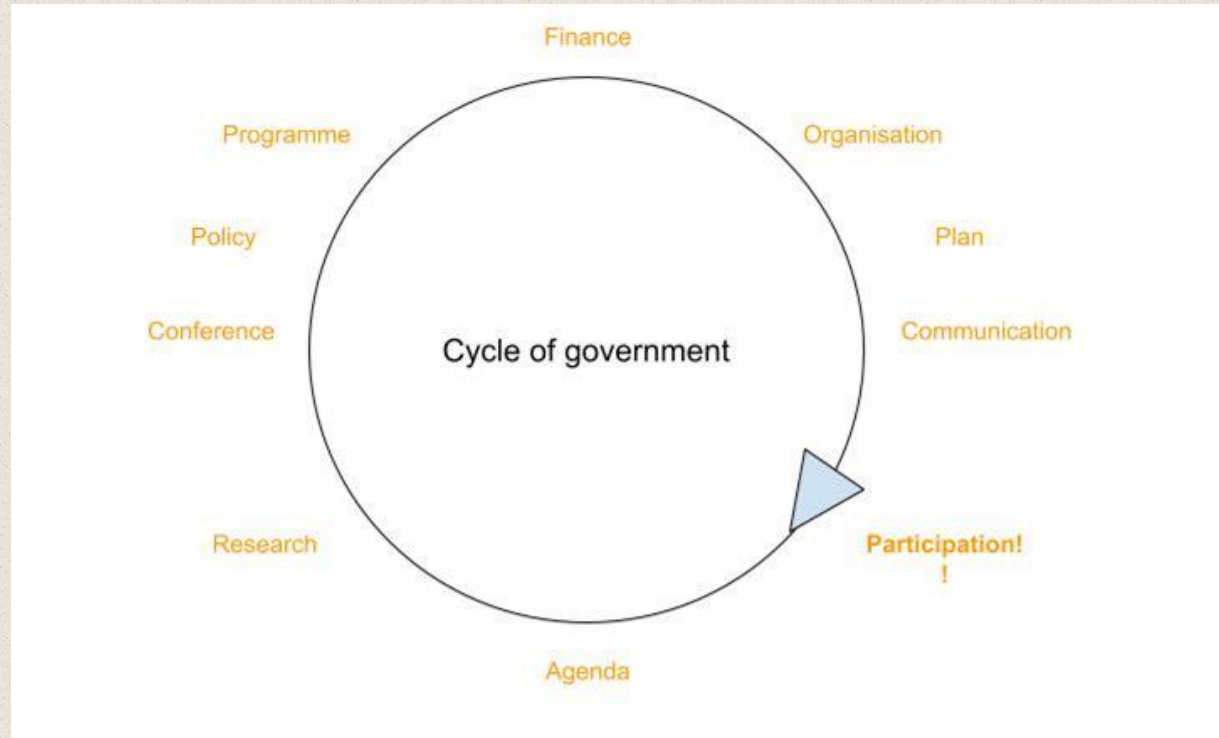 Finance
Programme
Organisation
Policy
Plan
Conference
Communication
Cycle of government
Research
Participation!
!
Agenda